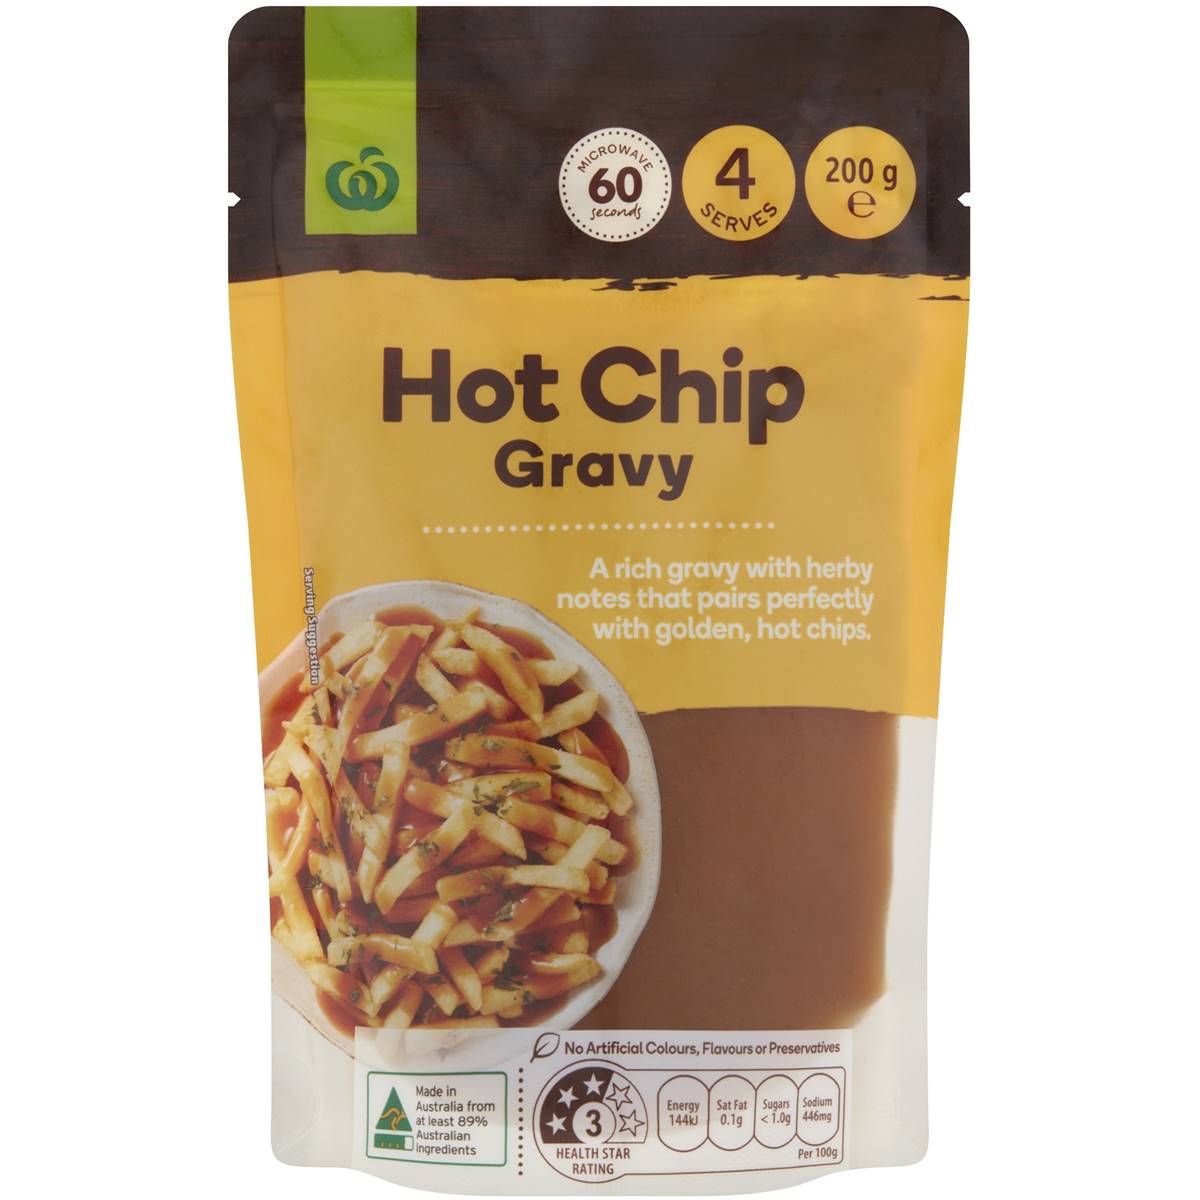 MICROWAVE
60
seconds
4
SERVES
200 g
e
Hot Chip
Gravy
A rich gravy with herby
notes that pairs perfectly
with golden, hot chips.
Serving Suggestion
No Artificial Colours, Flavours or Preservatives
Made in
Australia from
at least 89%
Australian
ingredients
3
HEALTH STAR
RATING
Energy
144kJ
Sat Fat
0.1g
Sugars
< 1.0g
Sodium
446mg
Per 100g